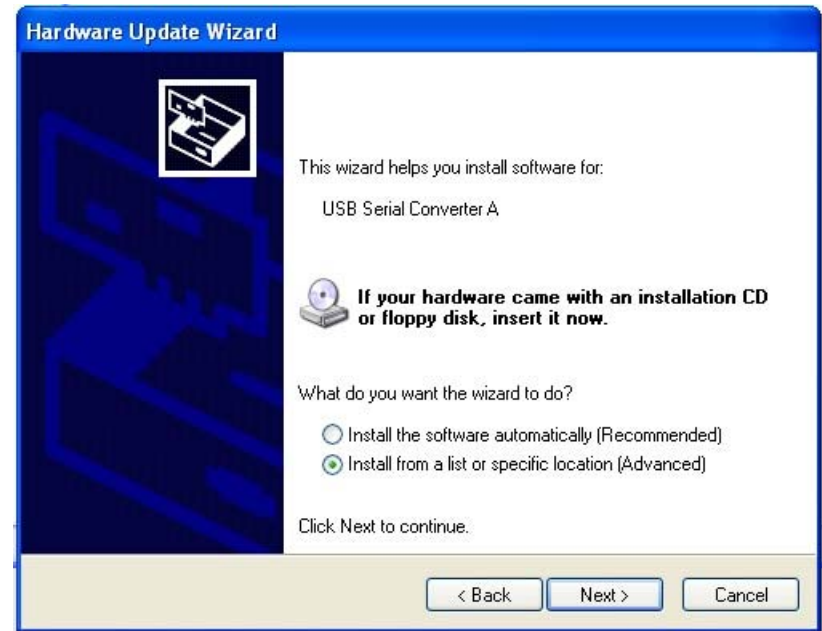 Hardware Update Wizard
This wizard helps you install software for:
USB Serial Converter A
If your hardware came with an installation CD
or floppy disk, insert it now.
What do you want the wizard to do?
Install the software automatically (Recommended)
Install from a list or specific location (Advanced)
Click Next to continue.
< Back
Next >
Cancel